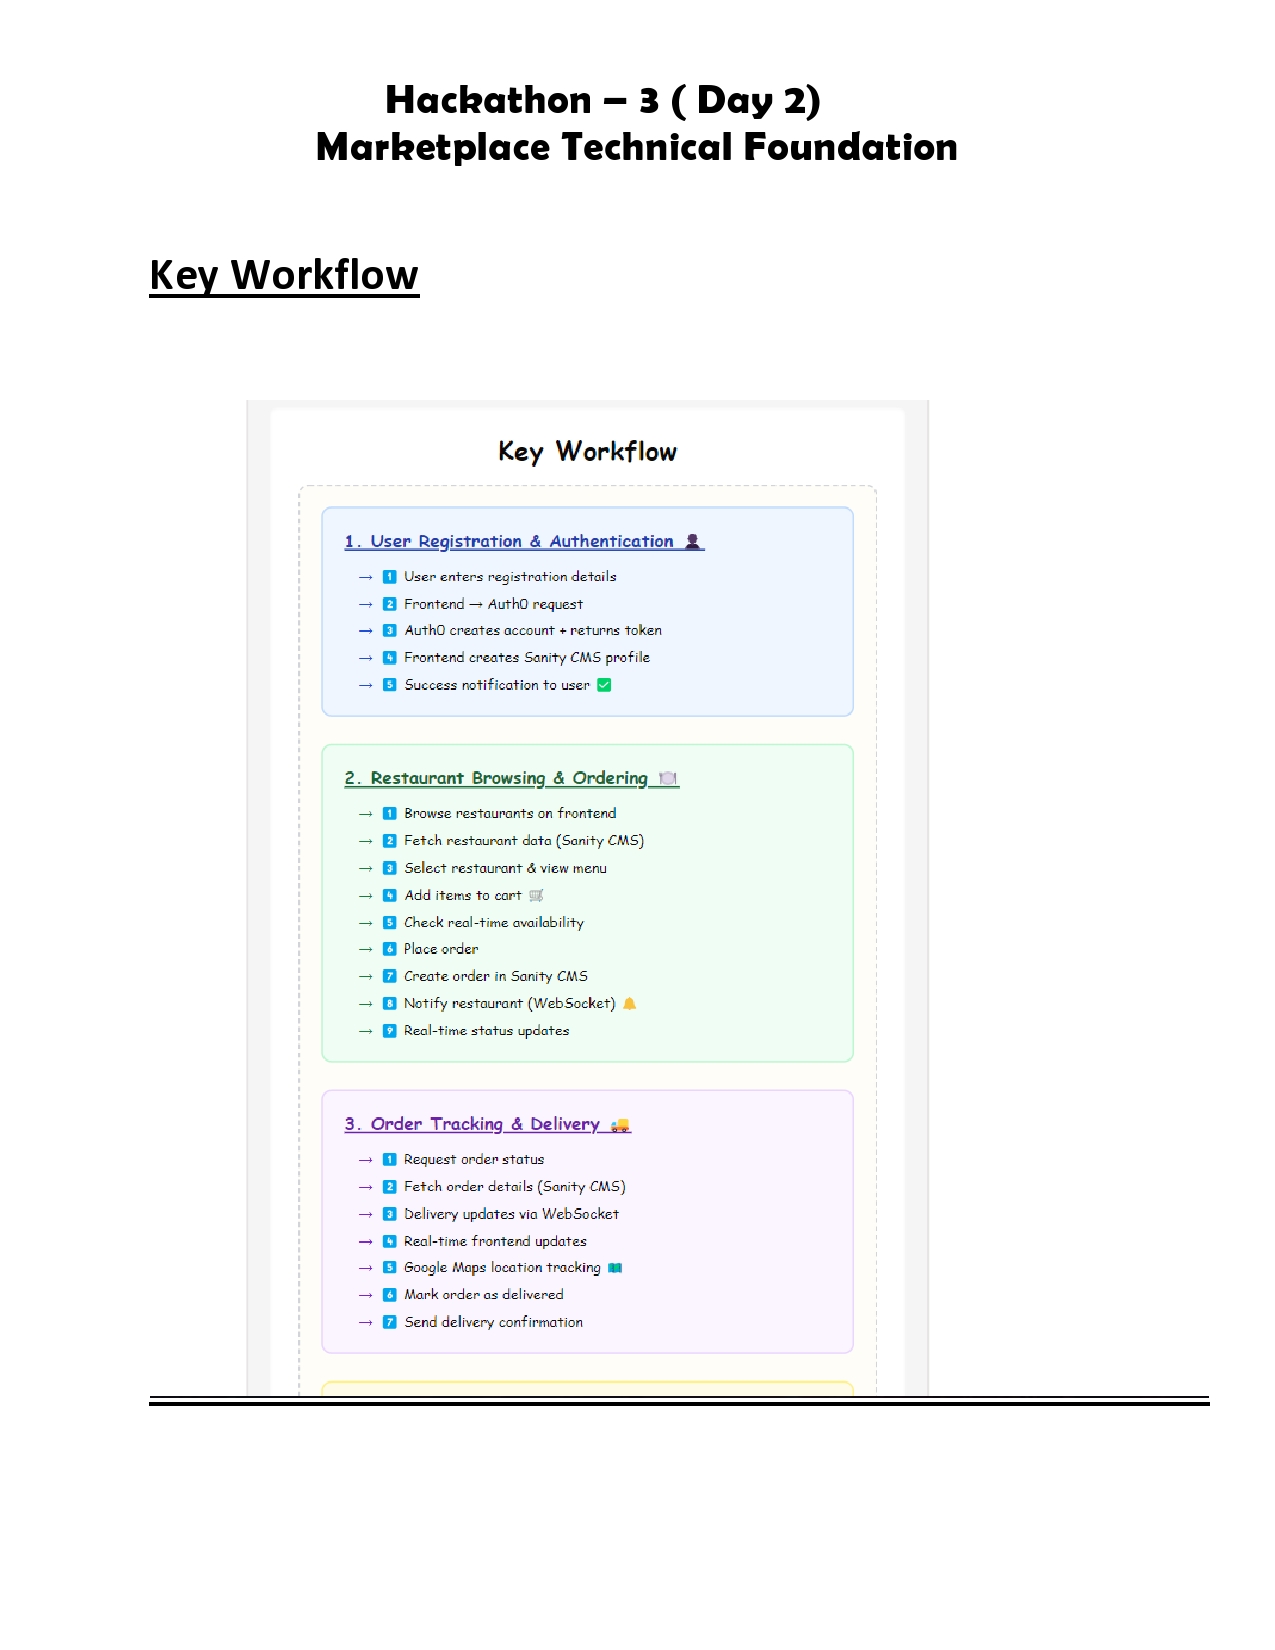 Hackathon – 3 ( Day 2)
Marketplace Technical Foundation
Key Workflow
Key Workflow
1. User Registration & Authentication 👤
→ 1️⃣ User enters registration details
→ 2️⃣ Frontend → Auth0 request
→ 3️⃣ Auth0 creates account + returns token
→ 4️⃣ Frontend creates Sanity CMS profile
→ 5️⃣ Success notification to user ✅
2. Restaurant Browsing & Ordering 🍽️
→ 1️⃣ Browse restaurants on frontend
→ 2️⃣ Fetch restaurant data (Sanity CMS)
→ 3️⃣ Select restaurant & view menu
→ 4️⃣ Add items to cart 🛒
→ 5️⃣ Check real-time availability
→ 6️⃣ Place order
→ 7️⃣ Create order in Sanity CMS
→ 8️⃣ Notify restaurant (WebSocket) 🔔
→ 9️⃣ Real-time status updates
3. Order Tracking & Delivery 🚚
→ 1️⃣ Request order status
→ 2️⃣ Fetch order details (Sanity CMS)
→ 3️⃣ Delivery updates via WebSocket
→ 4️⃣ Real-time frontend updates
→ 5️⃣ Google Maps location tracking 🗺️
→ 6️⃣ Mark order as delivered
→ 7️⃣ Send delivery confirmation